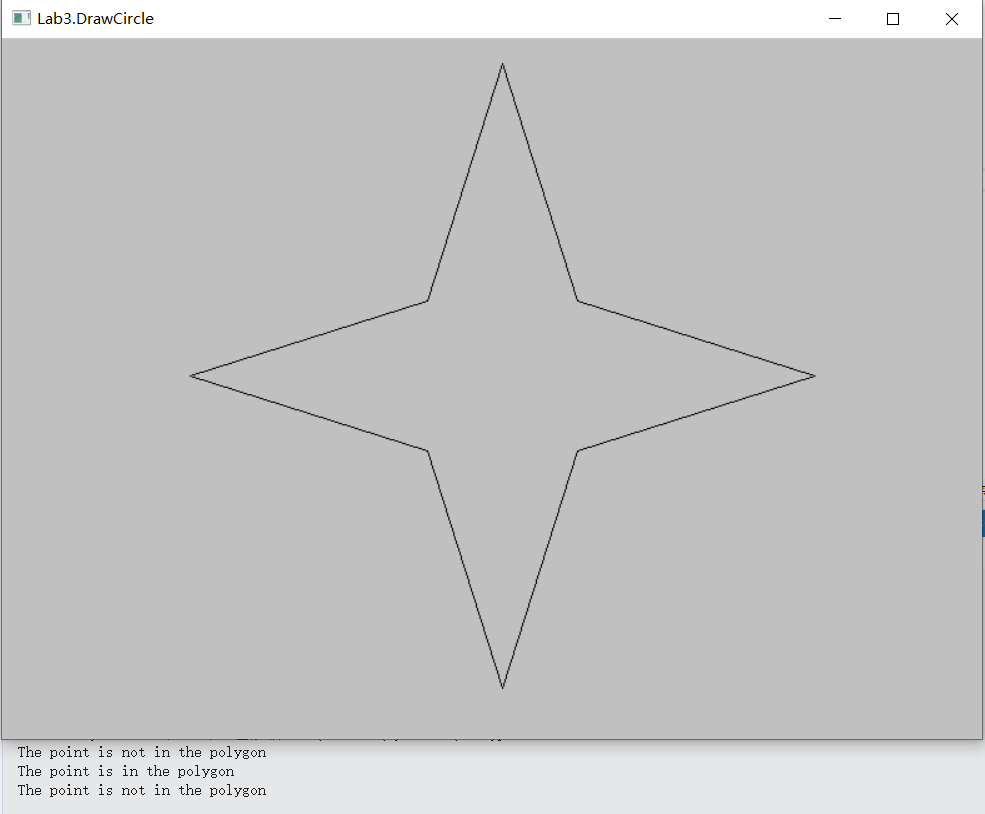 Lab3.DrawCircle
The point is not in the polygon
The point is in the polygon
The point is not in the polygon